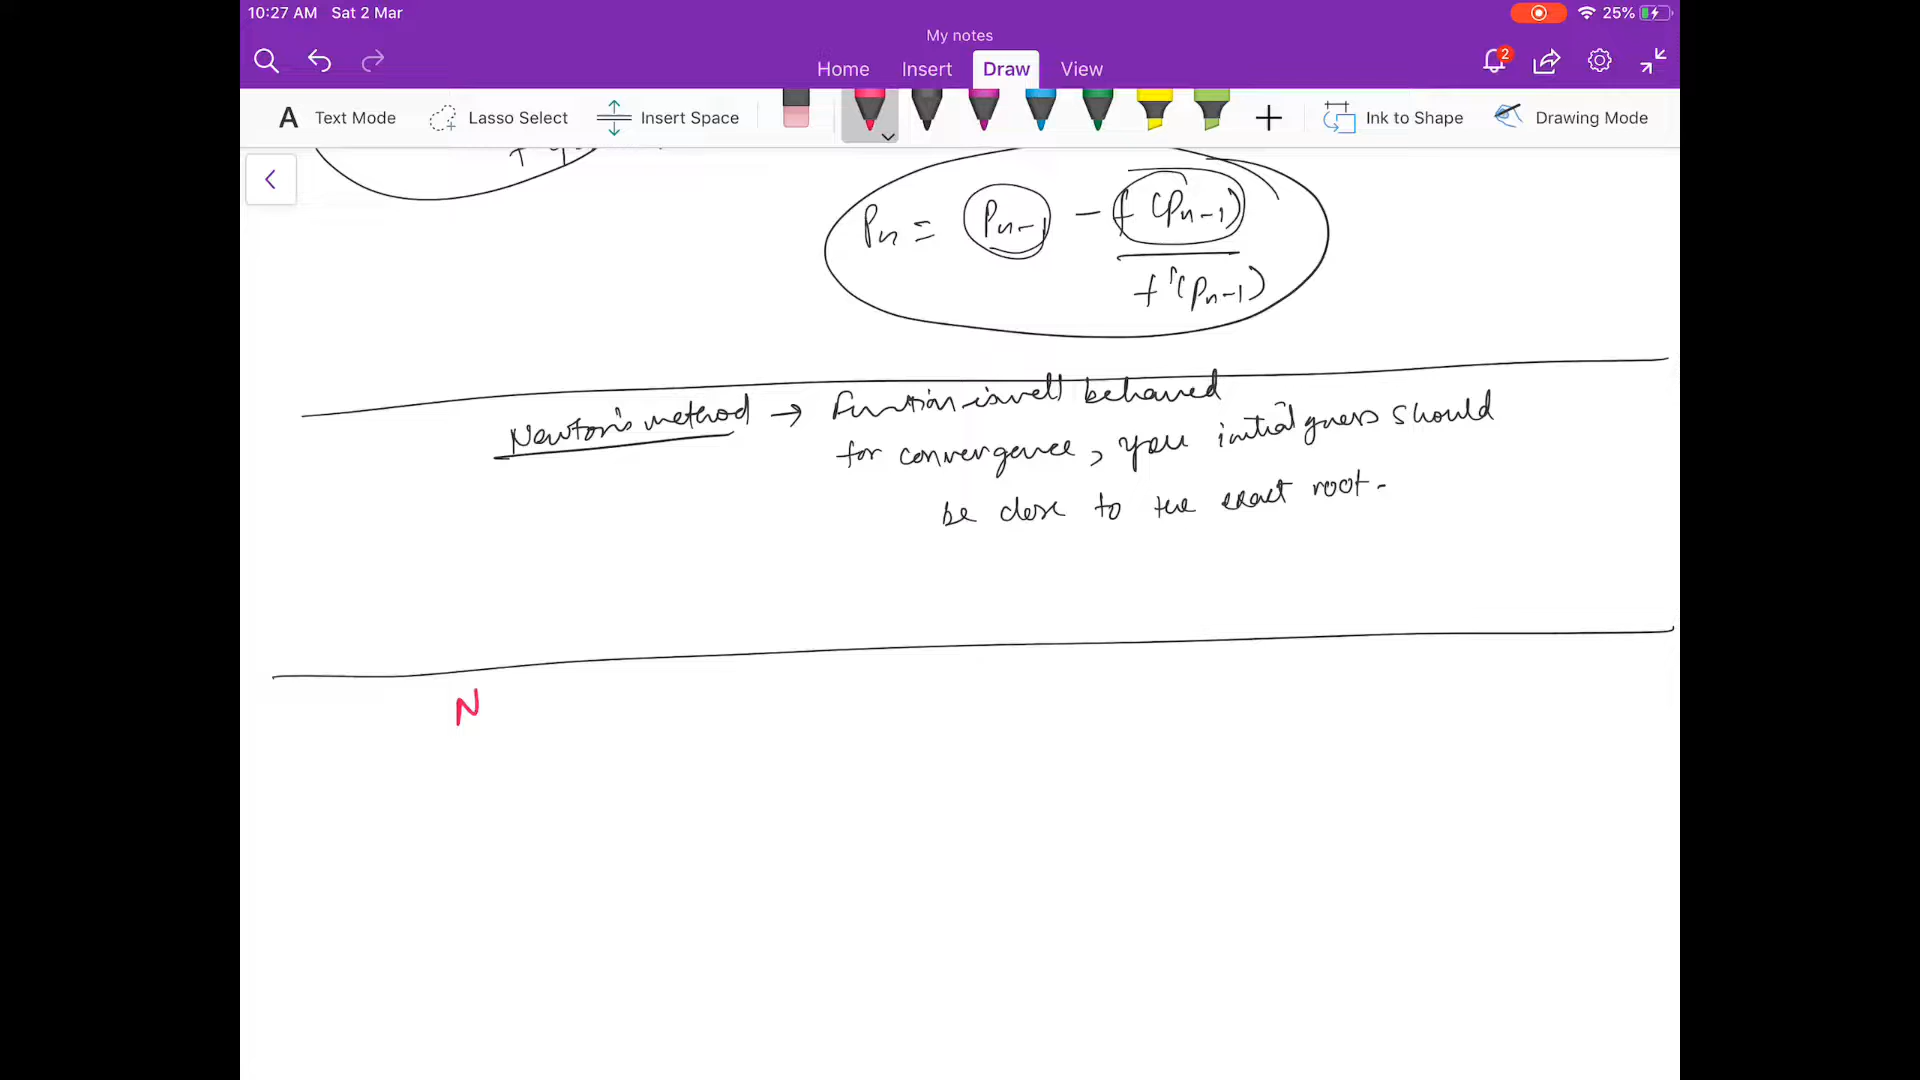 10:27 AM Sat 2 Mar
25%
My notes
2
Home Insert Draw View
A Text Mode Lasso Select Insert Space Ink to Shape Drawing Mode
Pn = Pn-1 - f(Pn-1)
f'(Pn-1)
Newton's method → Function is well behaved
for convergence, you initial guess should
be close to the exact root.
N